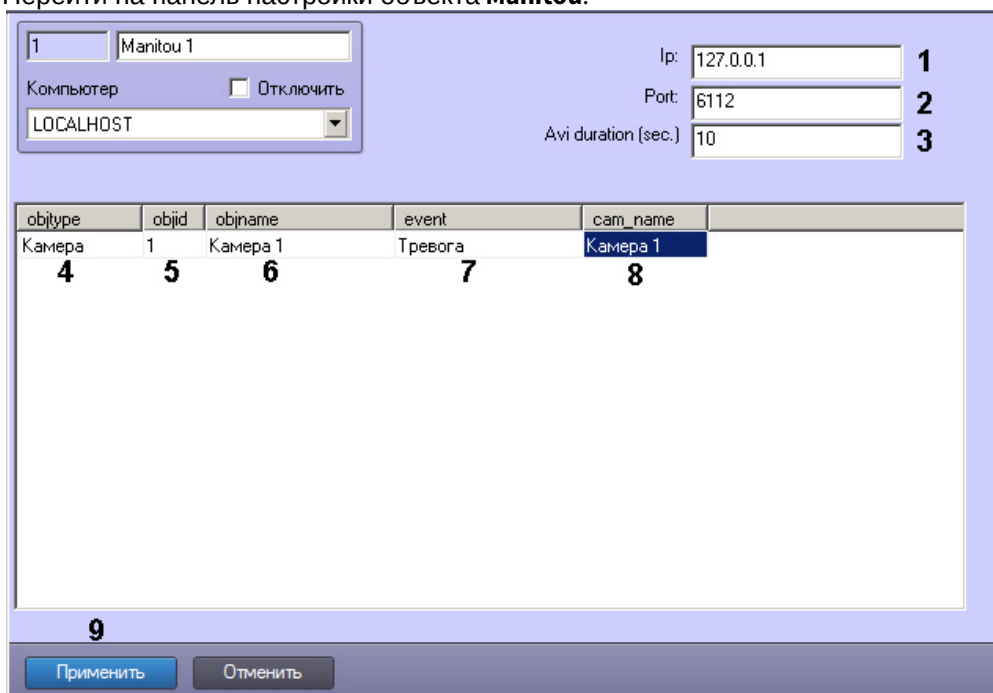 Перейти на панель настройки объекта Manitou.
1 Manitou 1
Компьютер Отключить
LOCALHOST
Ip: 127.0.0.1 1
Port: 6112 2
Avi duration (sec.) 10 3
objtype objid objname event cam_name
Камера 1 Камера 1 Тревога Камера 1
4 5 6 7 8
9
Применить Отменить